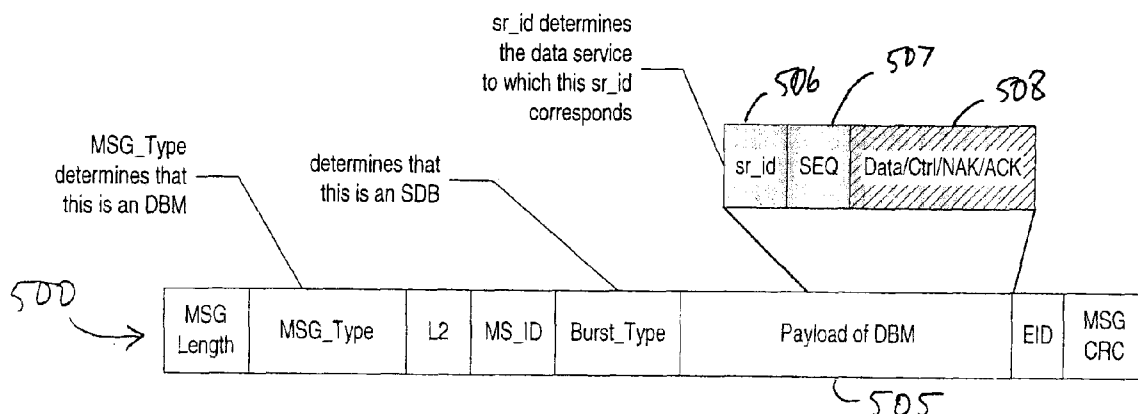 sr_id determines
the data service
to which this sr_id
corresponds
506
507
508
MSG_Type
determines that
this is an DBM
determines that
this is an SDB
sr_id
SEQ
Data/Ctrl/NAK/ACK
500
MSG
Length
MSG_Type
L2
MS_ID
Burst_Type
Payload of DBM
EID
MSG
CRC
505